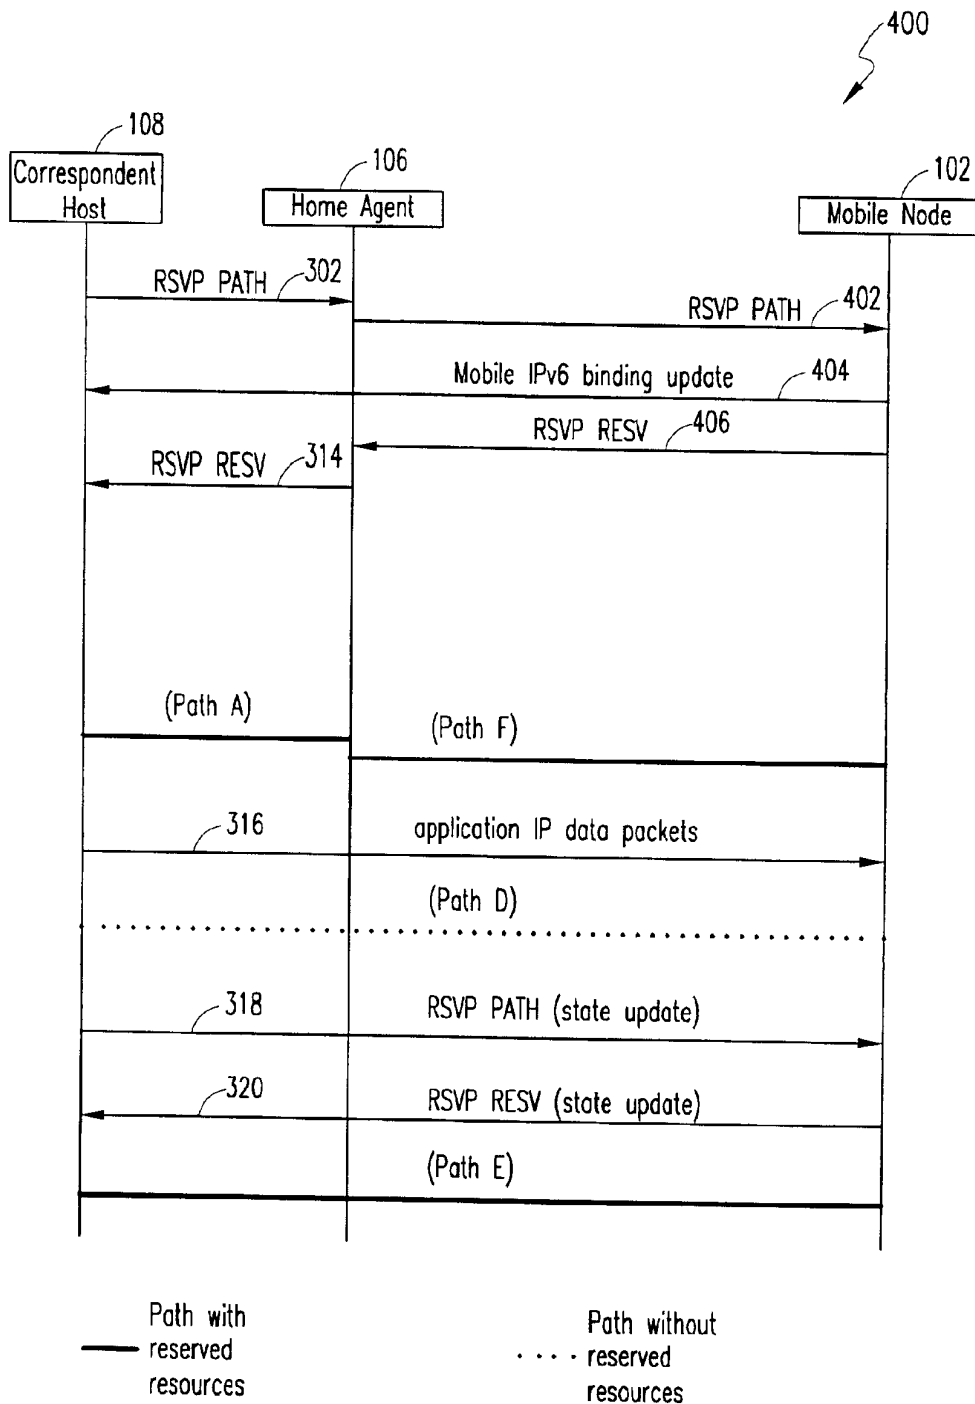 400
108
Correspondent
Host
106
Home Agent
102
Mobile Node
RSVP PATH
302
RSVP PATH
402
Mobile IPv6 binding update
404
RSVP RESV
406
RSVP RESV
314
(Path A)
(Path F)
316
application IP data packets
(Path D)
318
RSVP PATH (state update)
320
RSVP RESV (state update)
(Path E)
Path with
reserved
resources
Path without
reserved
resources